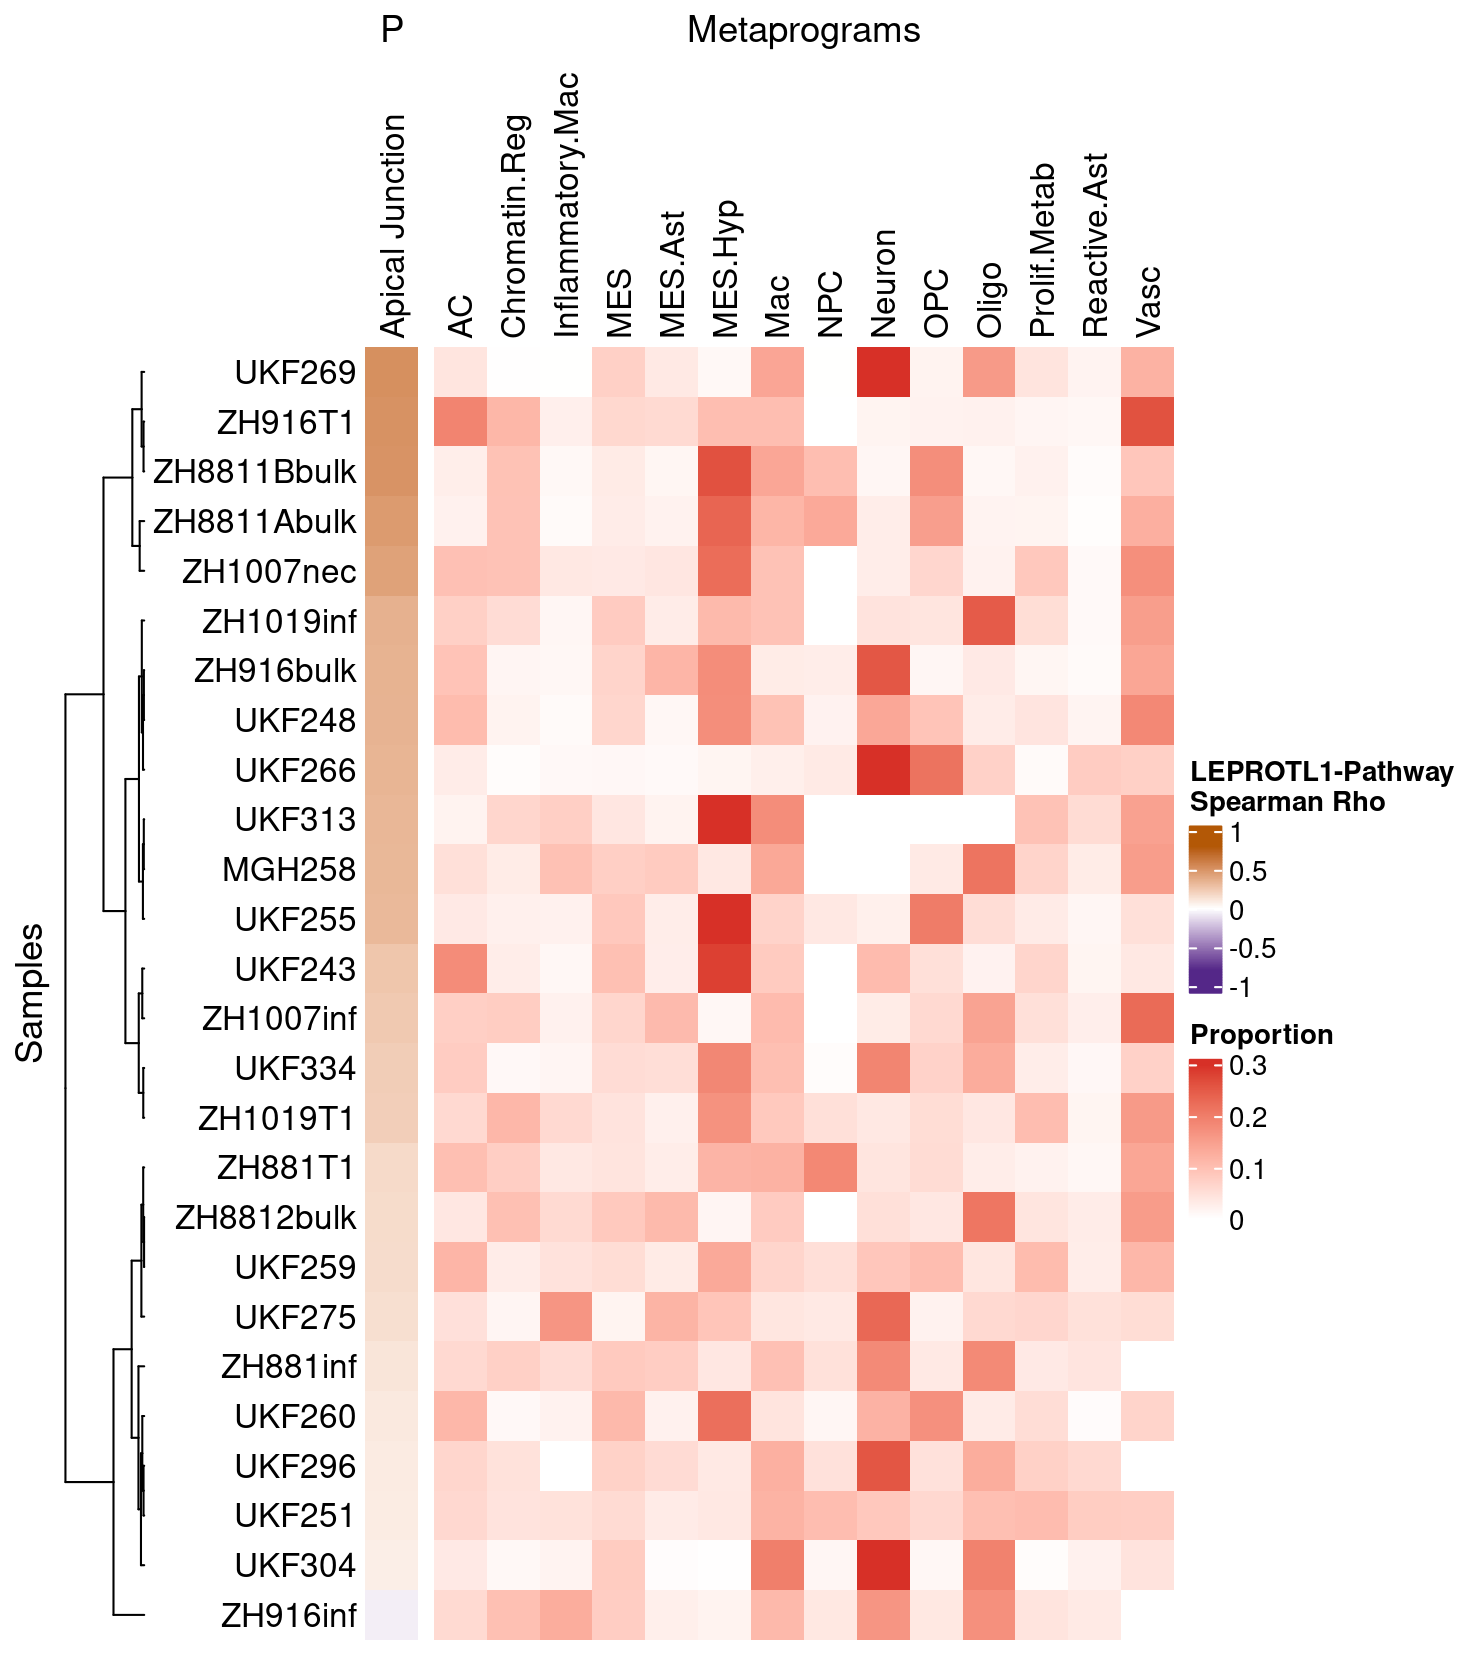 P
Metaprograms
Apical Junction
AC
Chromatin.Reg
Inflammatory.Mac
MES
MES.Ast
MES.Hyp
Mac
NPC
Neuron
OPC
Oligo
Prolif.Metab
Reactive.Ast
Vasc
Samples
UKF269
ZH916T1
ZH8811Bbulk
ZH8811Abulk
ZH1007nec
ZH1019inf
ZH916bulk
UKF248
UKF266
UKF313
MGH258
UKF255
UKF243
ZH1007inf
UKF334
ZH1019T1
ZH881T1
ZH8812bulk
UKF259
UKF275
ZH881inf
UKF260
UKF296
UKF251
UKF304
ZH916inf
LEPROTL1-Pathway
Spearman Rho
1
0.5
0
-0.5
-1
Proportion
0.3
0.2
0.1
0